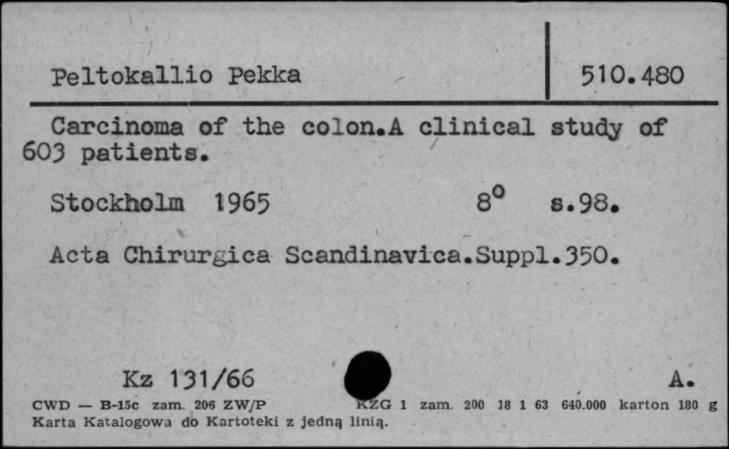 Peltokallio Pekka 510.480
Carcinoma of the colon.A clinical study of
603 patients.
Stockholm 1965 8° s.98.
Acta Chirurgica Scandinavica.Suppl.350.
Kz 131/66 A.
CWD — B-15c zam. 206 ZW/P KZG 1 zam. 200 18 1 63 640.000 karton 180 g
Karta Katalogowa do Kartoteki z jedną linią.